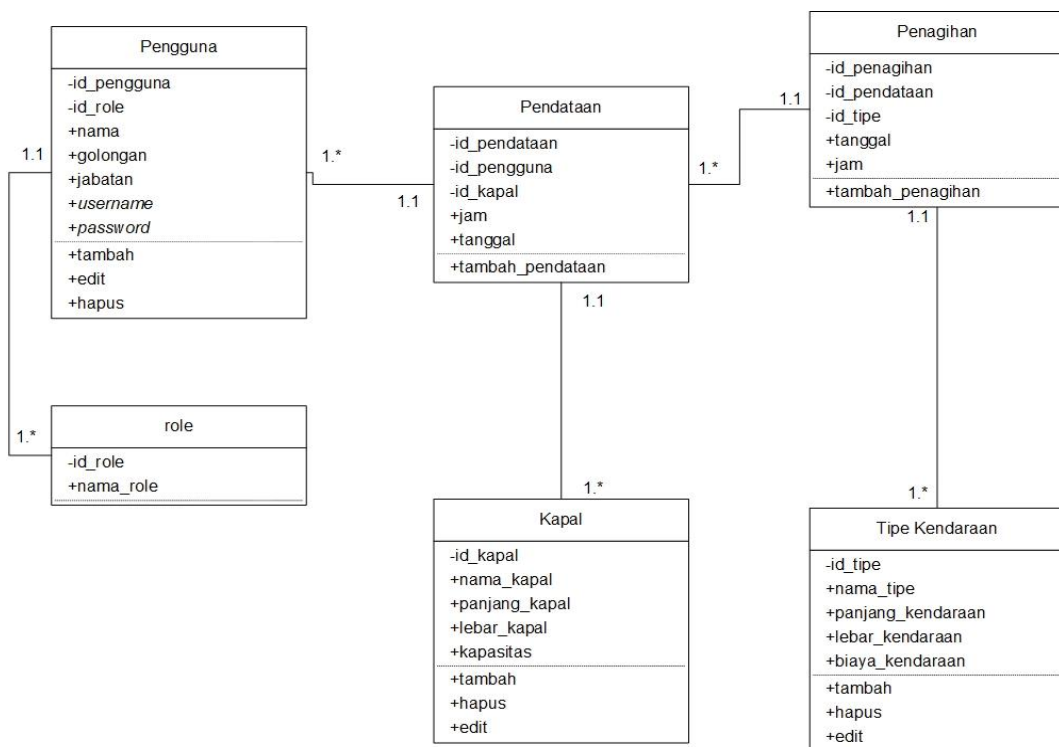 Pengguna
-id_pengguna
-id_role
+nama
+golongan
+jabatan
+username
+password
+tambah
+edit
+hapus
1.1
1.*
role
-id_role
+nama_role
1.*
1.1
Pendataan
-id_pendataan
-id_pengguna
-id_kapal
+jam
+tanggal
+tambah_pendataan
1.*
1.1
Penagihan
-id_penagihan
-id_pendataan
-id_tipe
+tanggal
+jam
+tambah_penagihan
1.1
1.*
Kapal
-id_kapal
+nama_kapal
+panjang_kapal
+lebar_kapal
+kapasitas
+tambah
+hapus
+edit
1.1
1.*
Tipe Kendaraan
-id_tipe
+nama_tipe
+panjang_kendaraan
+lebar_kendaraan
+biaya_kendaraan
+tambah
+hapus
+edit